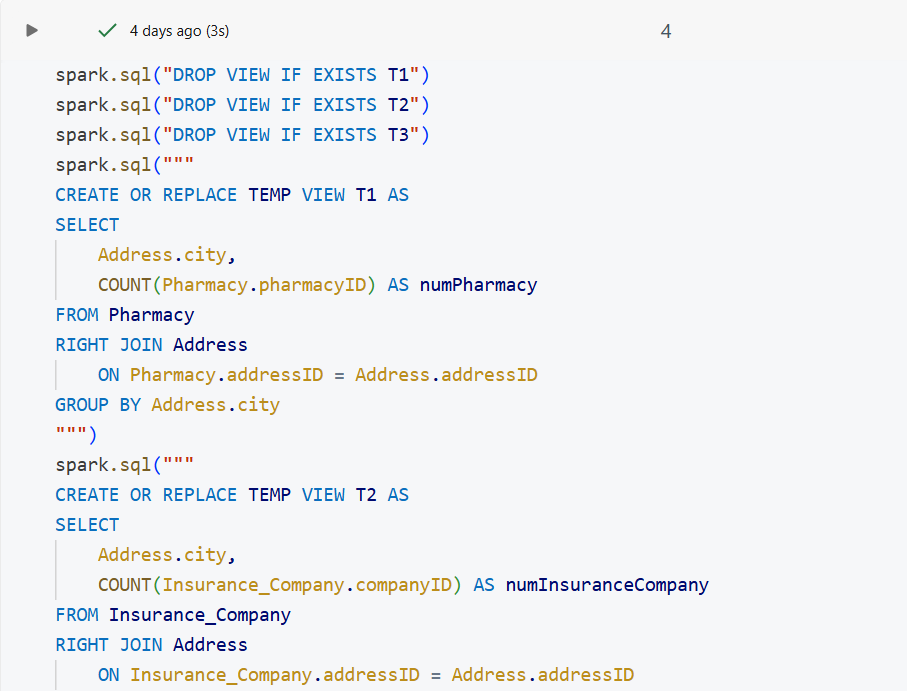 4 days ago (3s)
4
spark.sql("DROP VIEW IF EXISTS T1")
spark.sql("DROP VIEW IF EXISTS T2")
spark.sql("DROP VIEW IF EXISTS T3")
spark.sql("""
CREATE OR REPLACE TEMP VIEW T1 AS
SELECT
    Address.city,
    COUNT(Pharmacy.pharmacyID) AS numPharmacy
FROM Pharmacy
RIGHT JOIN Address
    ON Pharmacy.addressID = Address.addressID
GROUP BY Address.city
""")
spark.sql("""
CREATE OR REPLACE TEMP VIEW T2 AS
SELECT
    Address.city,
    COUNT(Insurance_Company.companyID) AS numInsuranceCompany
FROM Insurance_Company
RIGHT JOIN Address
    ON Insurance_Company.addressID = Address.addressID